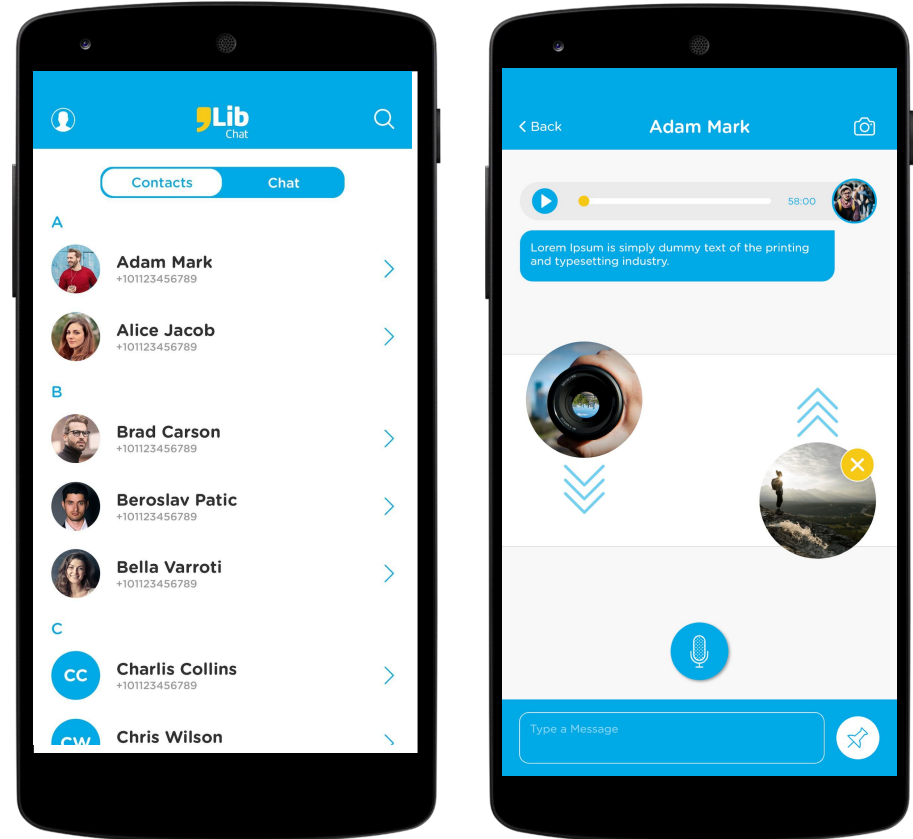 Lib
Chat
Contacts
Chat
A
Adam Mark
+101123456789
Alice Jacob
+101123456789
B
Brad Carson
+101123456789
Beroslav Patic
+101123456789
Bella Varroti
+101123456789
C
CC
Charlis Collins
+101123456789
CW
Chris Wilson
Back
Adam Mark
58:00
Lorem Ipsum is simply dummy text of the printing
and typesetting industry.
Type a Message